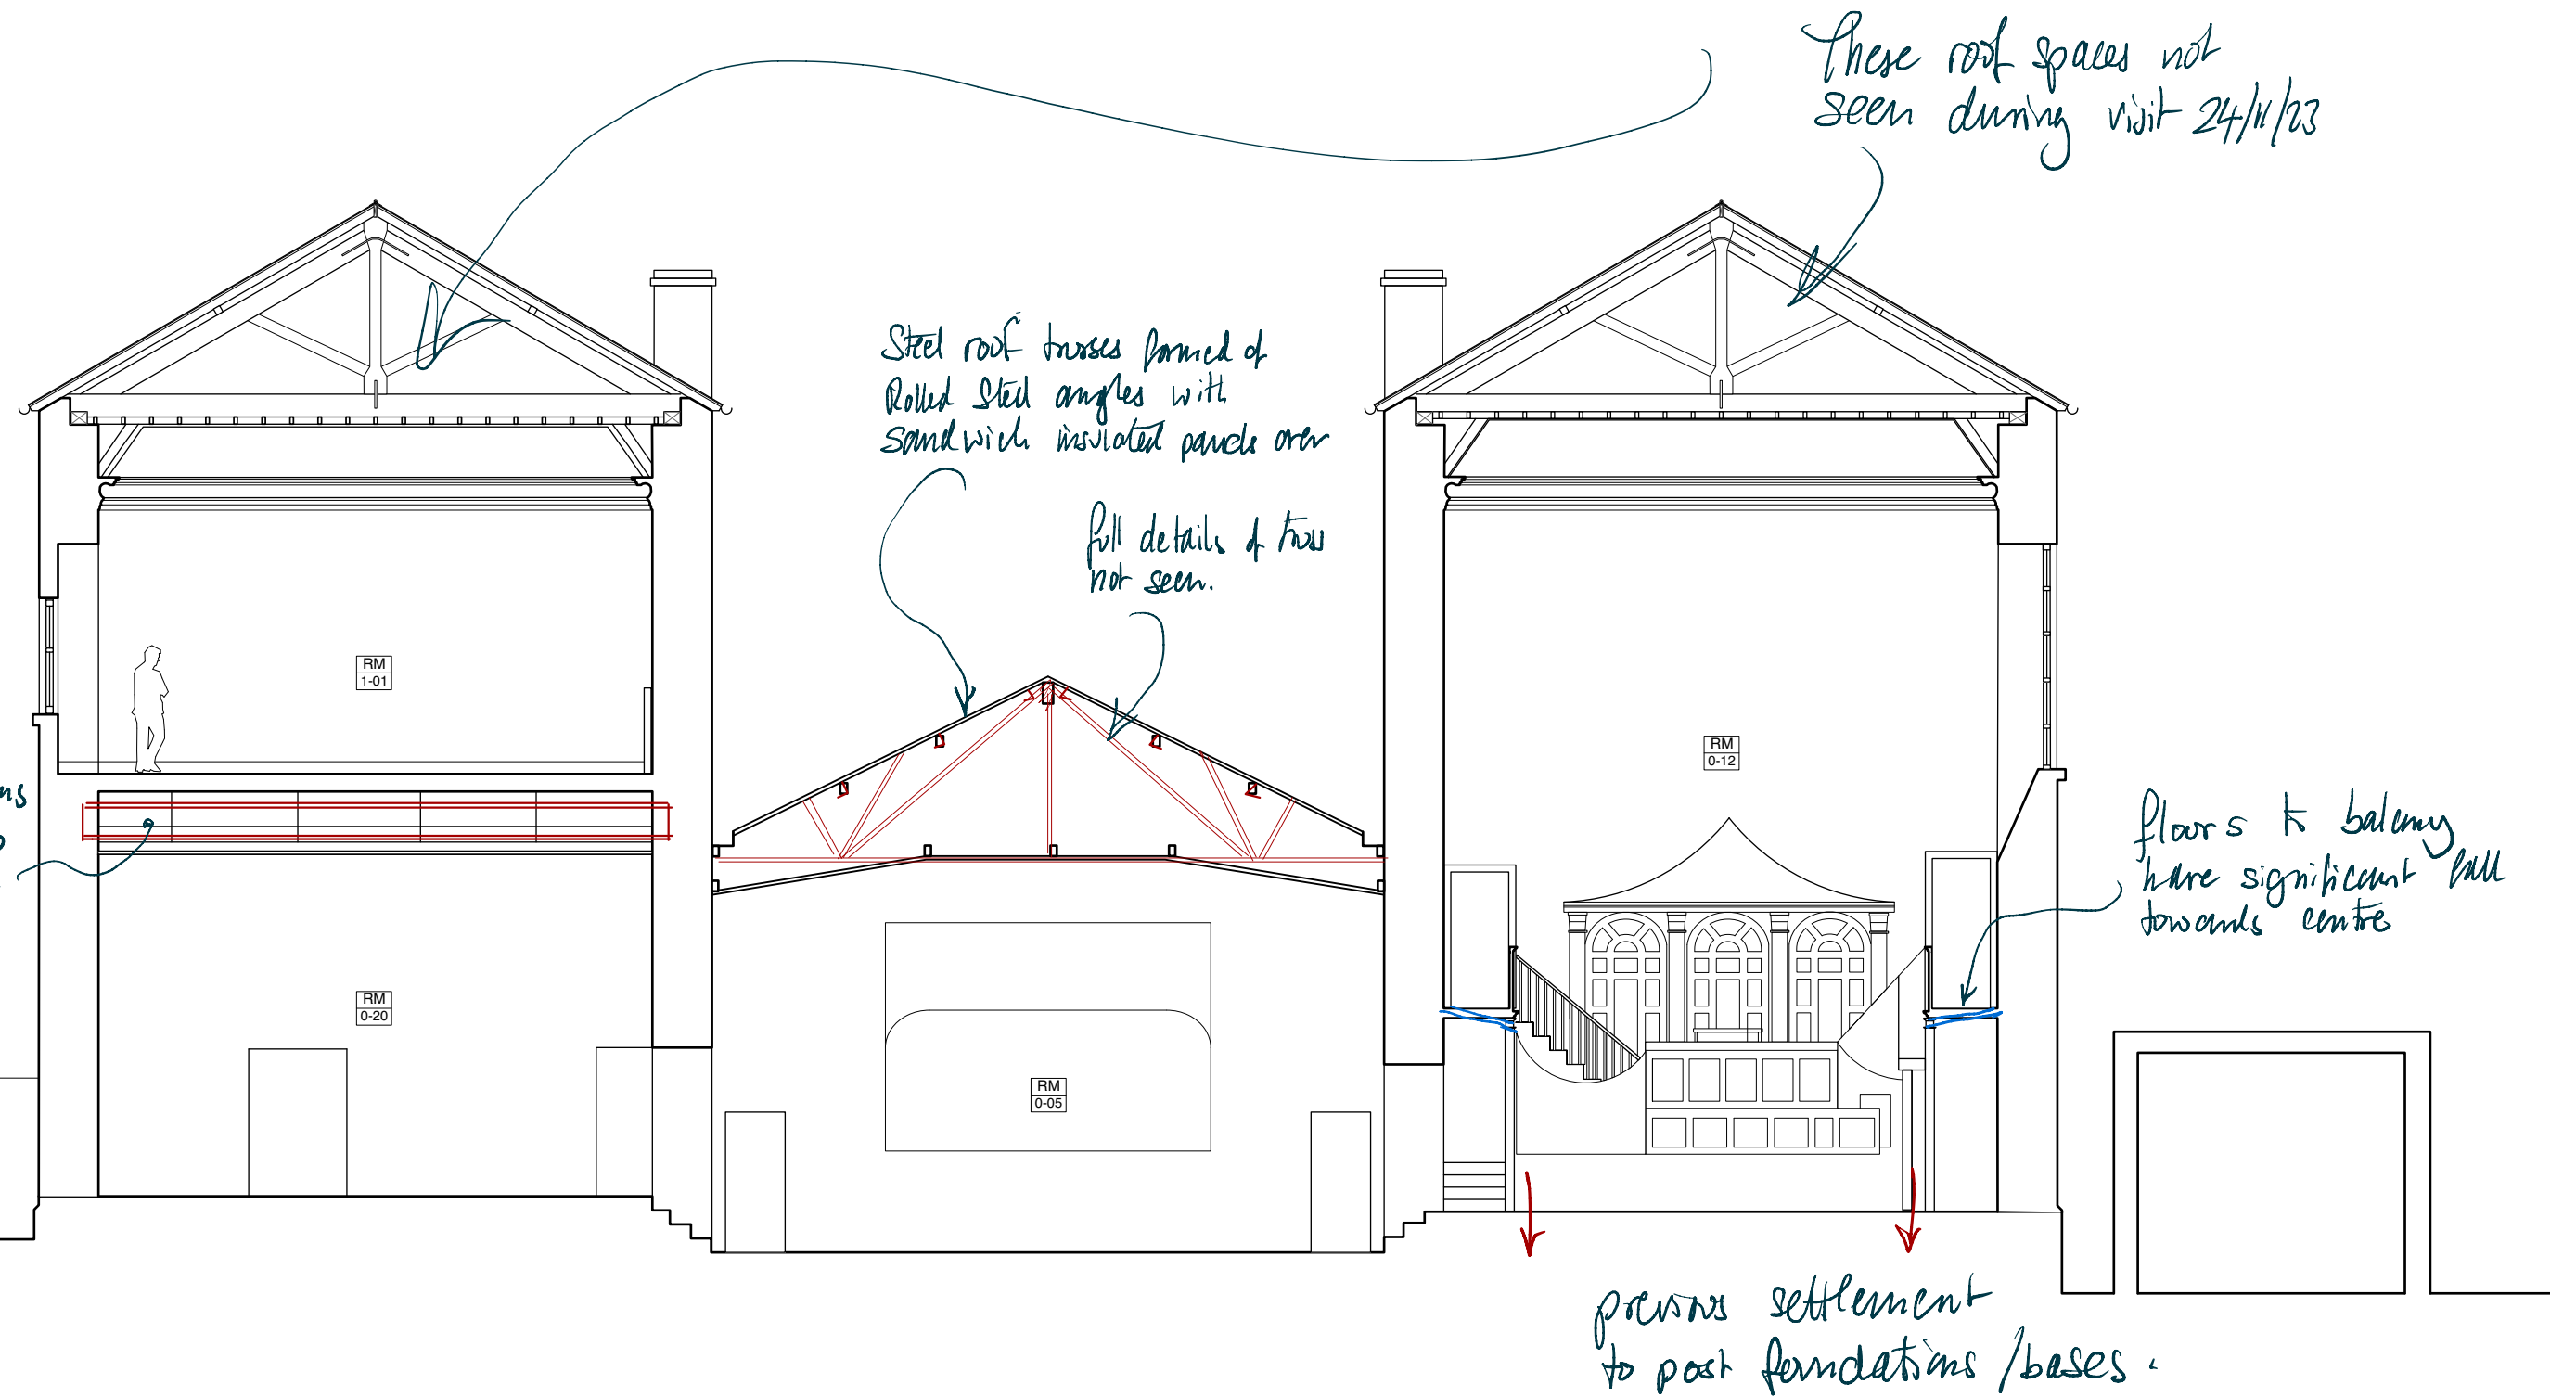 These roof spaces not
seen during visit 24/11/23
Steel roof trusses formed of
Rolled Steel angles with
sandwich insulated panels over
full details of truss
not seen.
RM
1-01
RM
0-12
floors to balcony
have significant fall
towards centre
RM
0-20
RM
0-05
previous settlement
to post foundations/bases.